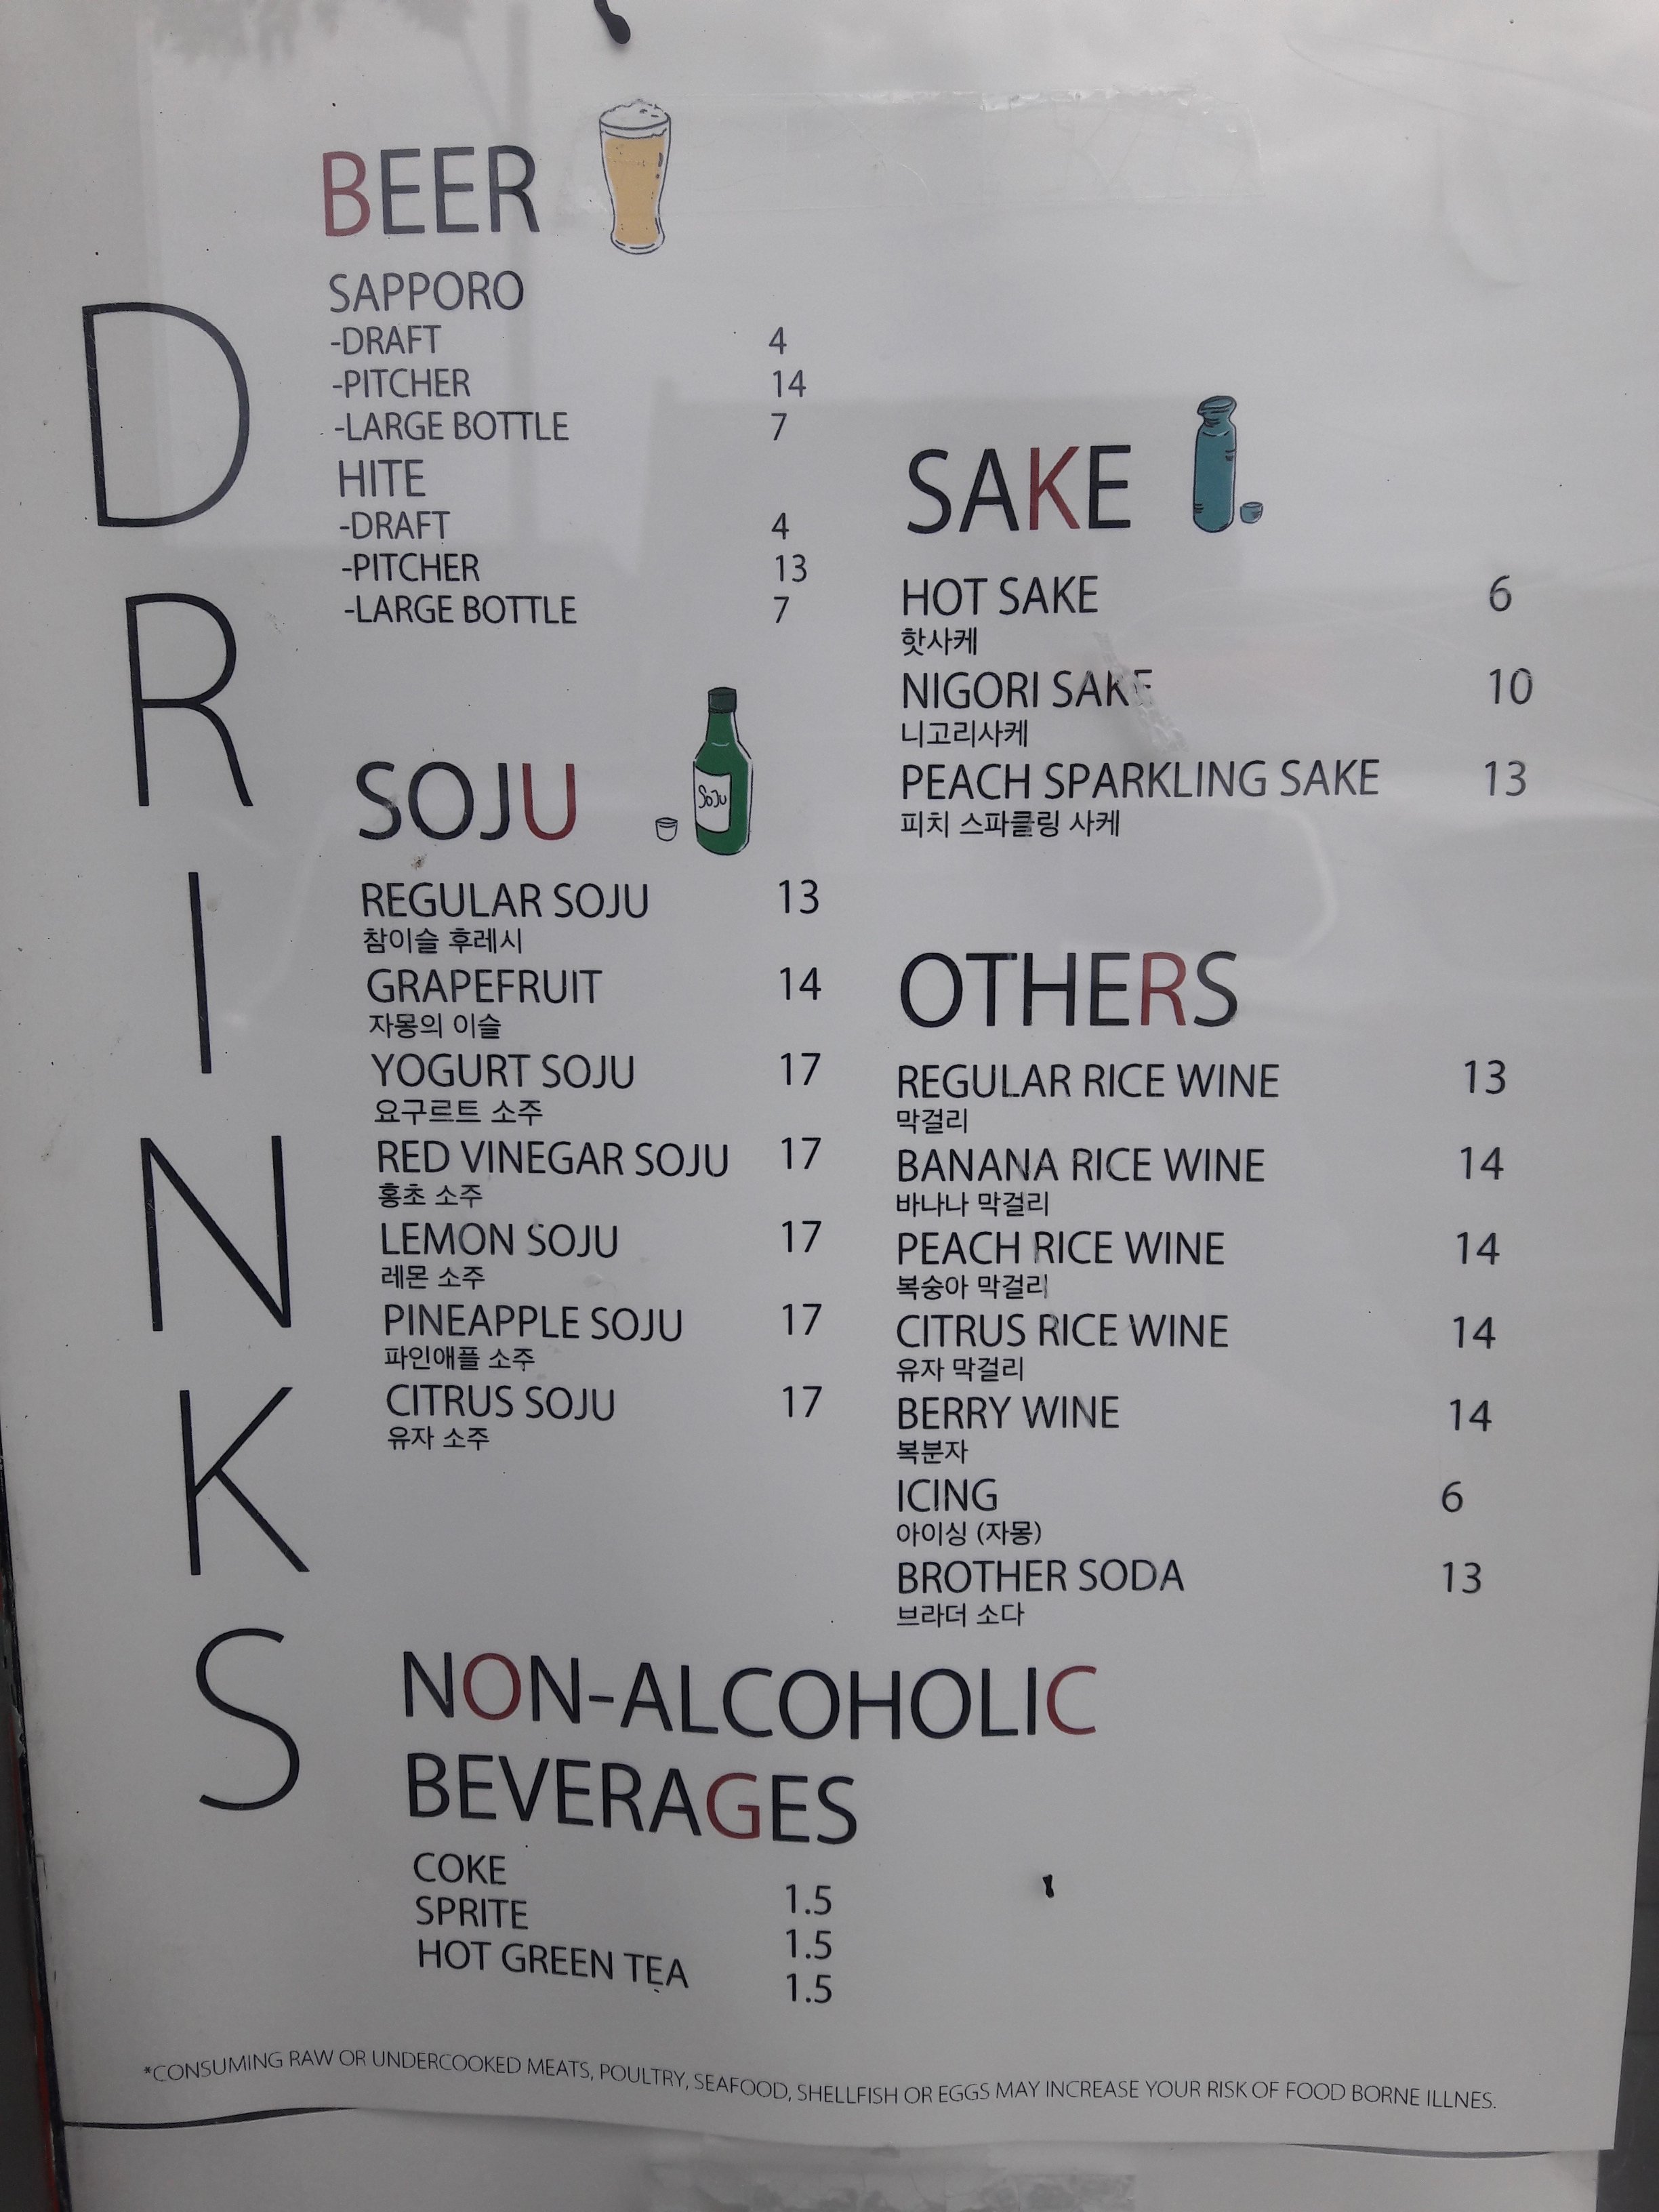 DRINKS
BEER
SAPPORO
-DRAFT 4
-PITCHER 14
-LARGE BOTTLE 7
HITE
-DRAFT 4
-PITCHER 13
-LARGE BOTTLE 7
SOJU
SOJU
REGULAR SOJU 13
참이슬 후레시
GRAPEFRUIT 14
자몽의 이슬
YOGURT SOJU 17
요구르트 소주
RED VINEGAR SOJU 17
홍초 소주
LEMON SOJU 17
레몬 소주
PINEAPPLE SOJU 17
파인애플 소주
CITRUS SOJU 17
유자 소주
SAKE
HOT SAKE 6
핫사케
NIGORI SAKE 10
니고리사케
PEACH SPARKLING SAKE 13
피치 스파클링 사케
OTHERS
REGULAR RICE WINE 13
막걸리
BANANA RICE WINE 14
바나나 막걸리
PEACH RICE WINE 14
복숭아 막걸리
CITRUS RICE WINE 14
유자 막걸리
BERRY WINE 14
복분자
ICING 6
아이싱 (자몽)
BROTHER SODA 13
브라더 소다
NON-ALCOHOLIC
BEVERAGES
COKE 1.5
SPRITE 1.5
HOT GREEN TEA 1.5
*CONSUMING RAW OR UNDERCOOKED MEATS, POULTRY, SEAFOOD, SHELLFISH OR EGGS MAY INCREASE YOUR RISK OF FOOD BORNE ILLNES.